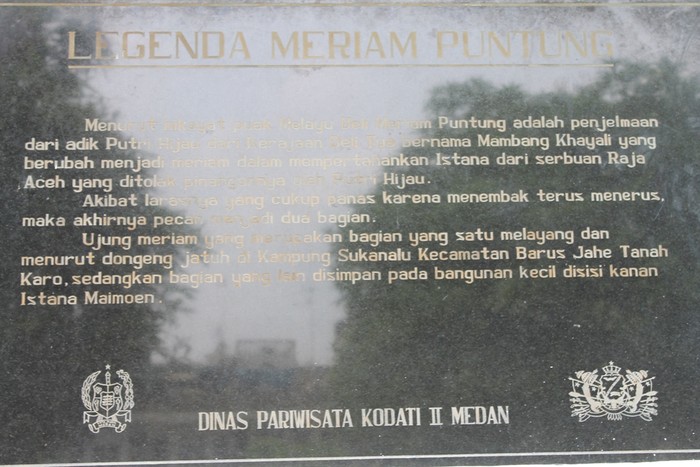 LEGENDA MERIAM PUNTUNG
Menurut hikayat puak Melayu Deli Meriam Puntung adalah penjelmaan
dari adik Putri Hijau dari kerajaan Deli Tua bernama Mambang Khayali yang
berubah menjadi meriam dalam mempertahankan Istana dari serbuan Raja
Aceh yang ditolak pinangannya oleh Putri Hijau.
Akibat larasnya yang cukup panas karena menembak terus menerus,
maka akhirnya pecah menjadi dua bagian.
Ujung meriam yang merupakan bagian yang satu melayang dan
menurut dongeng jatuh di Kampung Sukanalu Kecamatan Barus Jahe Tanah
Karo, sedangkan bagian yang lain disimpan pada bangunan kecil disisi kanan
Istana Maimoen.
DINAS PARIWISATA KODATI II MEDAN